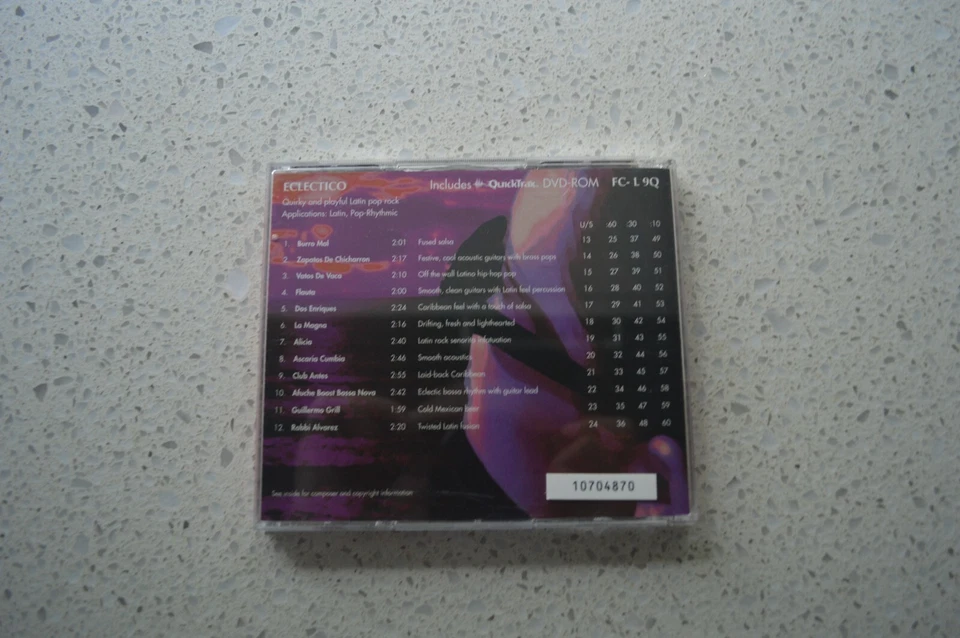 ECLECTICO Includes QuickTrax DVD-ROM FC- L 9Q
Quirky and playful Latin pop rock
Applications: Latin, Pop-Rhythmic
U/S :60 :30 :10
1. Burro Mal 2:01 Fused salsa 13 25 37 49
2. Zapatos De Chicharron 2:17 Festive, cool acoustic guitars with brass pops 14 26 38 50
3. Vatos De Vaca 2:10 Off the wall Latino hip-hop pop 15 27 39 51
4. Flauta 2:00 Smooth, clean guitars with Latin feel percussion 16 28 40 52
5. Dos Enriques 2:24 Caribbean feel with a touch of salsa 17 29 41 53
6. La Magna 2:16 Drifting, fresh and lighthearted 18 30 42 54
7. Alicia 2:40 Latin rock senorita infatuation 19 31 43 55
8. Ascaria Cumbia 2:46 Smooth acoustics 20 32 44 56
9. Club Antes 2:55 Laid-back Caribbean 21 33 45 57
10. Afuche Boost Bossa Nova 2:42 Eclectic bossa rhythm with guitar lead 22 34 46 58
11. Guillermo Grill 1:59 Cold Mexican beer 23 35 47 59
12. Robbi Alvarez 2:20 Twisted Latin fusion 24 36 48 60
See inside for composer and copyright information
10704870